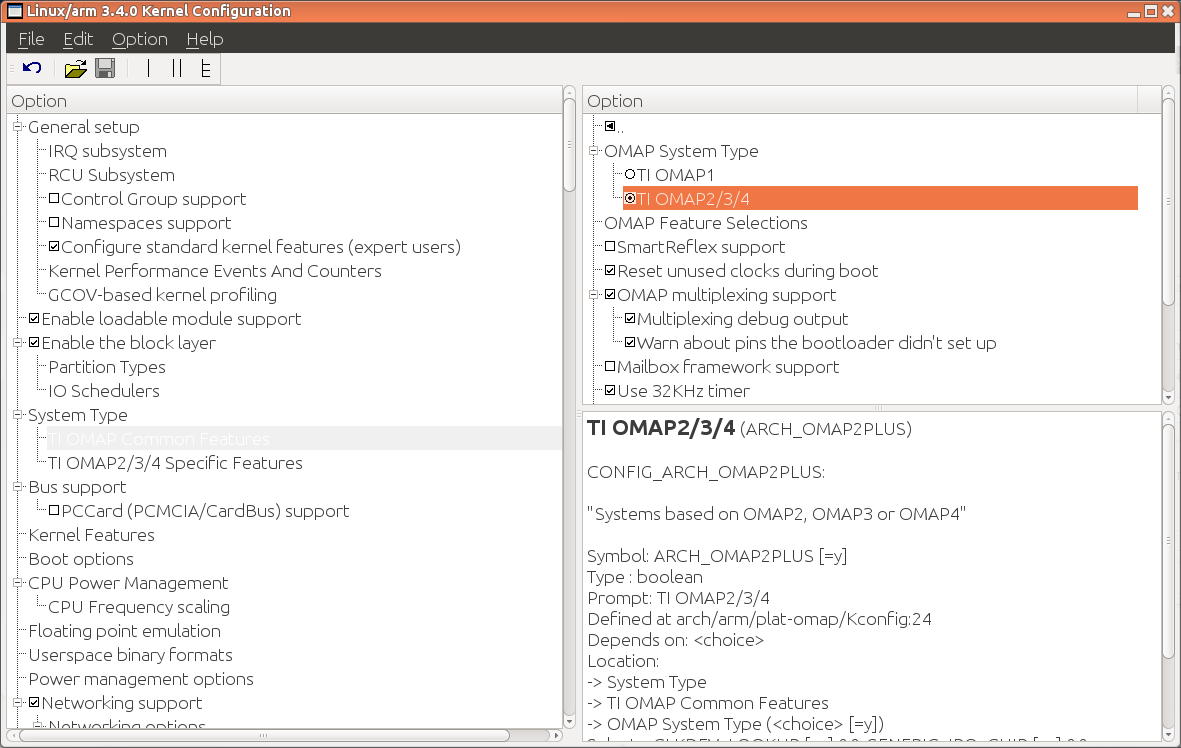 Linux/arm 3.4.0 Kernel Configuration
File Edit Option Help
Option
General setup
IRQ subsystem
RCU Subsystem
Control Group support
Namespaces support
Configure standard kernel features (expert users)
Kernel Performance Events And Counters
GCOV-based kernel profiling
Enable loadable module support
Enable the block layer
Partition Types
IO Schedulers
System Type
TI OMAP Common Features
TI OMAP2/3/4 Specific Features
Bus support
PCCard (PCMCIA/CardBus) support
Kernel Features
Boot options
CPU Power Management
CPU Frequency scaling
Floating point emulation
Userspace binary formats
Power management options
Networking support
Networking options
Option
..
OMAP System Type
TI OMAP1
TI OMAP2/3/4
OMAP Feature Selections
SmartReflex support
Reset unused clocks during boot
OMAP multiplexing support
Multiplexing debug output
Warn about pins the bootloader didn't set up
Mailbox framework support
Use 32KHz timer
TI OMAP2/3/4 (ARCH_OMAP2PLUS)
CONFIG_ARCH_OMAP2PLUS:
"Systems based on OMAP2, OMAP3 or OMAP4"
Symbol: ARCH_OMAP2PLUS [=y]
Type : boolean
Prompt: TI OMAP2/3/4
Defined at arch/arm/plat-omap/Kconfig:24
Depends on: <choice>
Location:
-> System Type
-> TI OMAP Common Features
-> OMAP System Type (<choice> [=y])